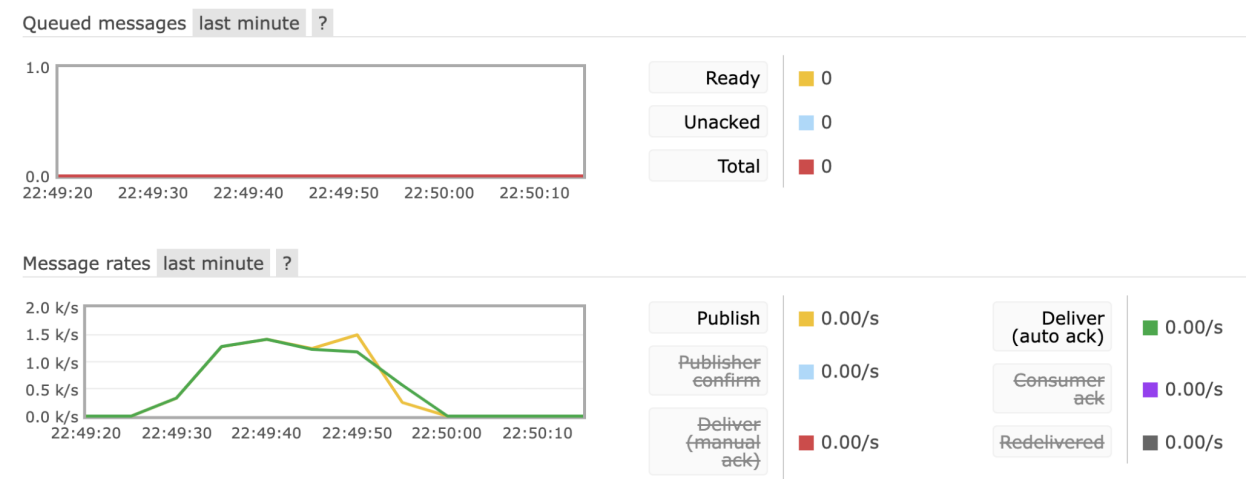 Queued messages last minute ?
1.0
0.0
22:49:20 22:49:30 22:49:40 22:49:50 22:50:00 22:50:10
Ready 0
Unacked 0
Total 0
Message rates last minute ?
2.0 k/s
1.5 k/s
1.0 k/s
0.5 k/s
0.0 k/s
22:49:20 22:49:30 22:49:40 22:49:50 22:50:00 22:50:10
Publish 0.00/s
Publisher
confirm 0.00/s
Deliver
(manual
ack) 0.00/s
Deliver
(auto ack) 0.00/s
Consumer
ack 0.00/s
Redelivered 0.00/s